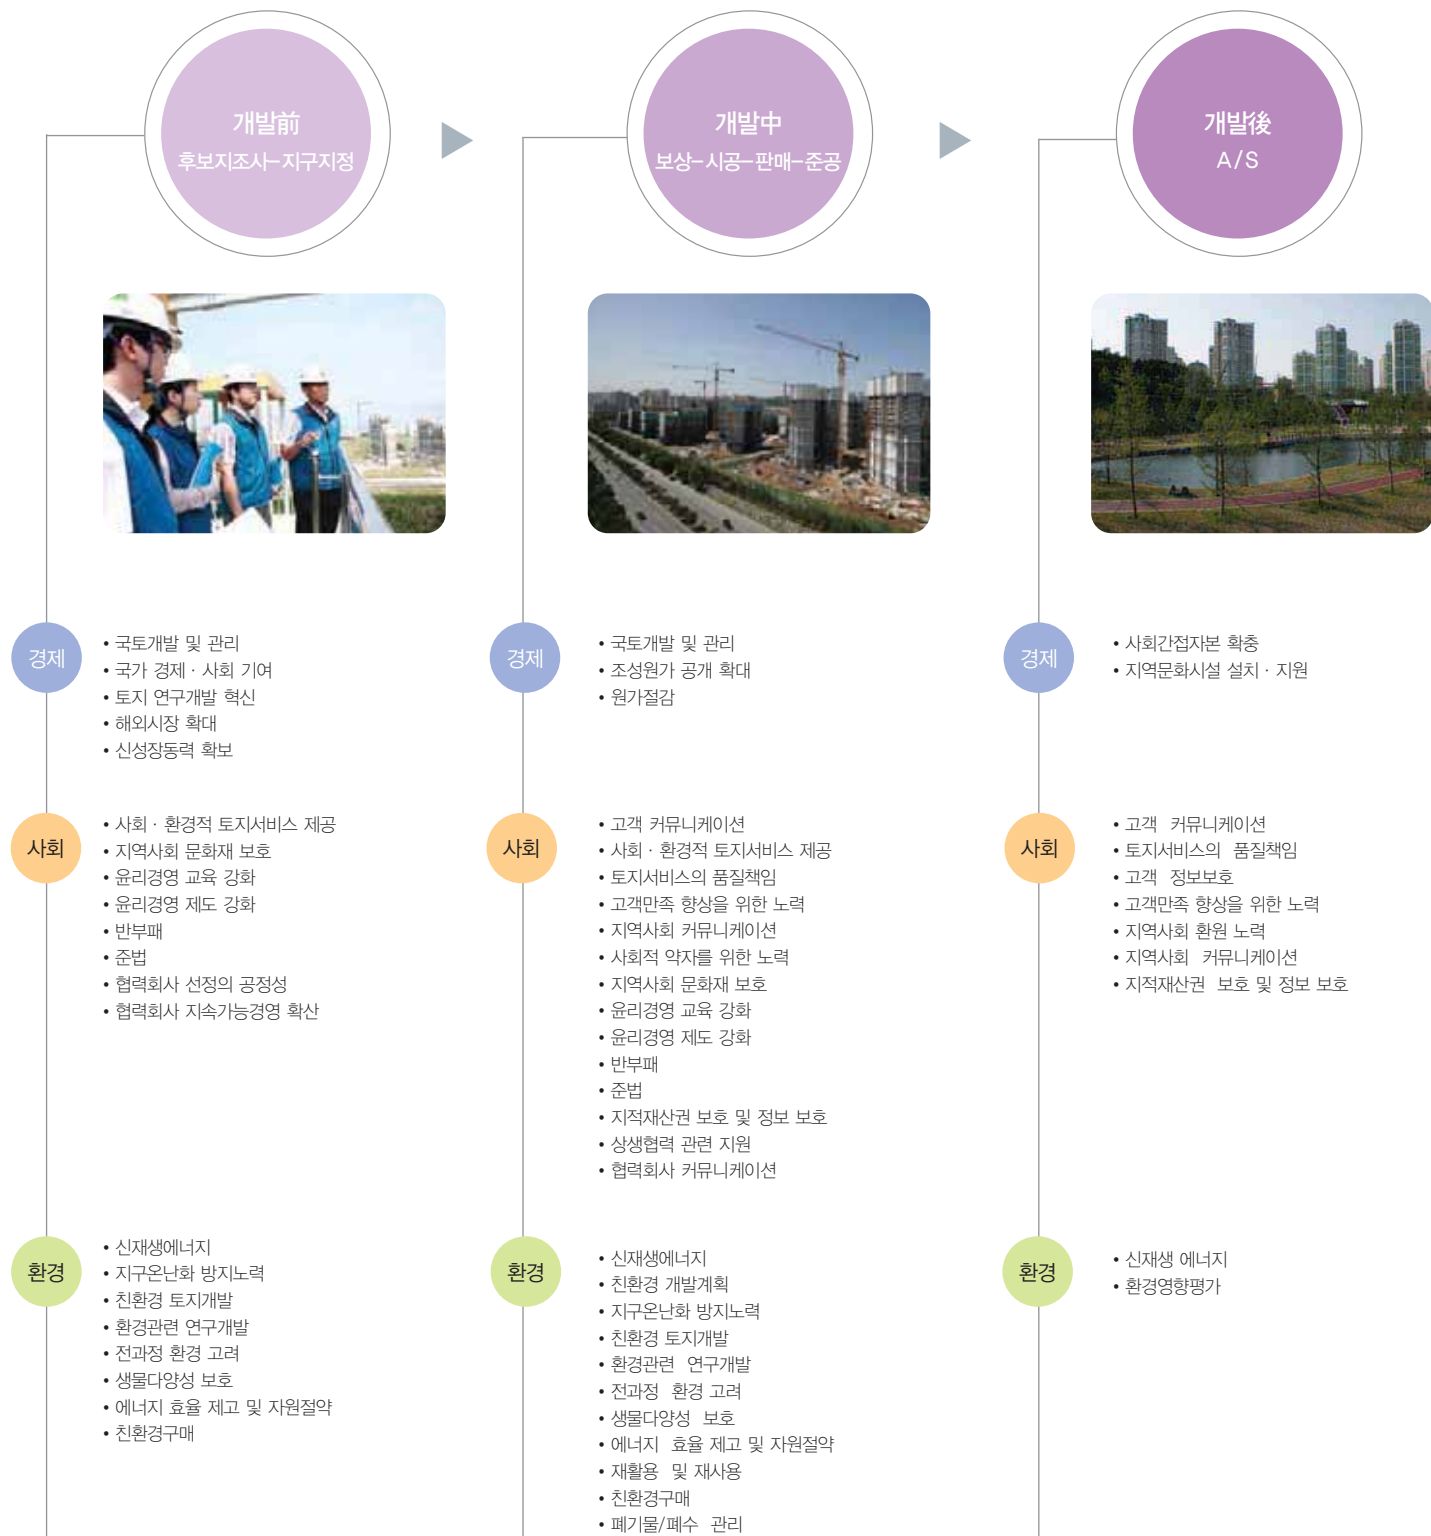 개발前
후보지조사-지구지정
개발中
보상-시공-판매-준공
개발後
A/S
경제
• 국토개발 및 관리
• 국가 경제 · 사회 기여
• 토지 연구개발 혁신
• 해외시장 확대
• 신성장동력 확보
사회
• 사회 · 환경적 토지서비스 제공
• 지역사회 문화재 보호
• 윤리경영 교육 강화
• 윤리경영 제도 강화
• 반부패
• 준법
• 협력회사 선정의 공정성
• 협력회사 지속가능경영 확산
환경
• 신재생에너지
• 지구온난화 방지노력
• 친환경 토지개발
• 환경관련 연구개발
• 전과정 환경 고려
• 생물다양성 보호
• 에너지 효율 제고 및 자원절약
• 친환경구매
경제
• 국토개발 및 관리
• 조성원가 공개 확대
• 원가절감
사회
• 고객 커뮤니케이션
• 사회 · 환경적 토지서비스 제공
• 토지서비스의 품질책임
• 고객만족 향상을 위한 노력
• 지역사회 커뮤니케이션
• 사회적 약자를 위한 노력
• 지역사회 문화재 보호
• 윤리경영 교육 강화
• 윤리경영 제도 강화
• 반부패
• 준법
• 지적재산권 보호 및 정보 보호
• 상생협력 관련 지원
• 협력회사 커뮤니케이션
환경
• 신재생에너지
• 친환경 개발계획
• 지구온난화 방지노력
• 친환경 토지개발
• 환경관련 연구개발
• 전과정 환경 고려
• 생물다양성 보호
• 에너지 효율 제고 및 자원절약
• 재활용 및 재사용
• 친환경구매
• 폐기물/폐수 관리
경제
• 사회간접자본 확충
• 지역문화시설 설치 · 지원
사회
• 고객 커뮤니케이션
• 토지서비스의 품질책임
• 고객 정보보호
• 고객만족 향상을 위한 노력
• 지역사회 환원 노력
• 지역사회 커뮤니케이션
• 지적재산권 보호 및 정보 보호
환경
• 신재생 에너지
• 환경영향평가